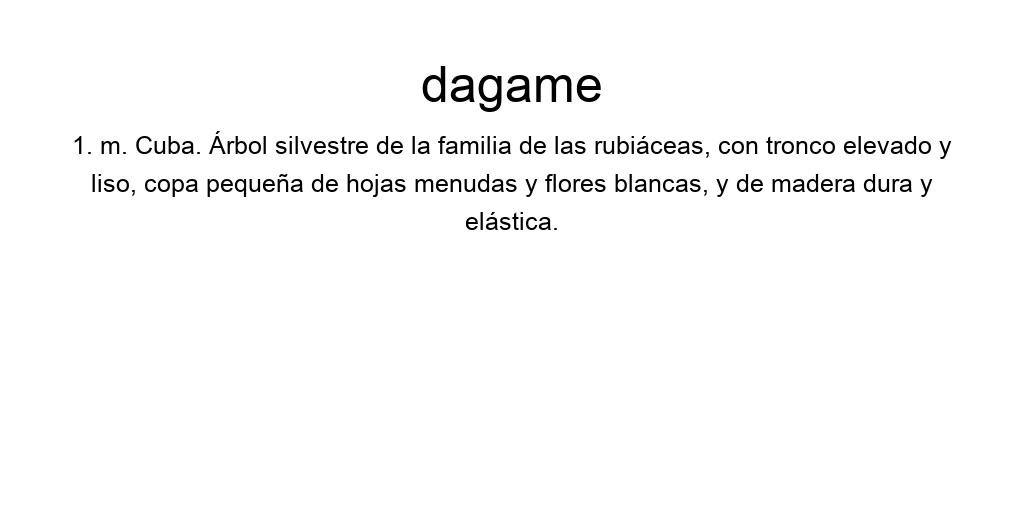 dagame
1. m. Cuba. Árbol silvestre de la familia de las rubiáceas, con tronco elevado y
liso, copa pequeña de hojas menudas y flores blancas, y de madera dura y
elástica.